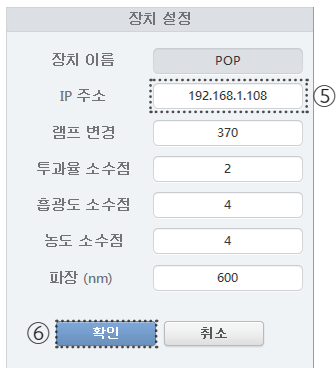 장치 설정
장치 이름 POP
IP 주소 192.168.1.108 ⑤
램프 변경 370
투과율 소수점 2
흡광도 소수점 4
농도 소수점 4
파장 (nm) 600
⑥ 확인 취소